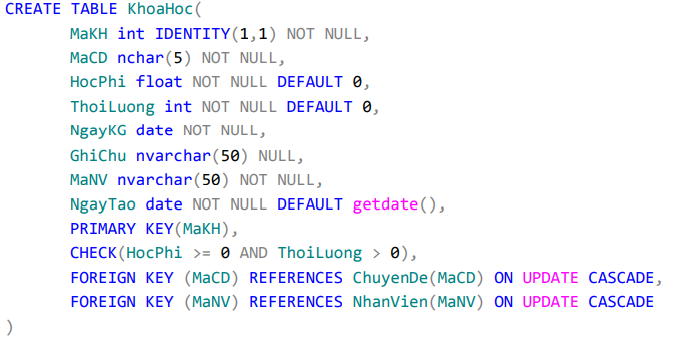 CREATE TABLE KhoaHoc(
MaKH int IDENTITY(1,1) NOT NULL,
MaCD nchar(5) NOT NULL,
HocPhi float NOT NULL DEFAULT 0,
ThoiLuong int NOT NULL DEFAULT 0,
NgayKG date NOT NULL,
GhiChu nvarchar(50) NULL,
MaNV nvarchar(50) NOT NULL,
NgayTao date NOT NULL DEFAULT getdate(),
PRIMARY KEY(MaKH),
CHECK(HocPhi >= 0 AND ThoiLuong > 0),
FOREIGN KEY (MaCD) REFERENCES ChuyenDe(MaCD) ON UPDATE CASCADE,
FOREIGN KEY (MaNV) REFERENCES NhanVien(MaNV) ON UPDATE CASCADE
)